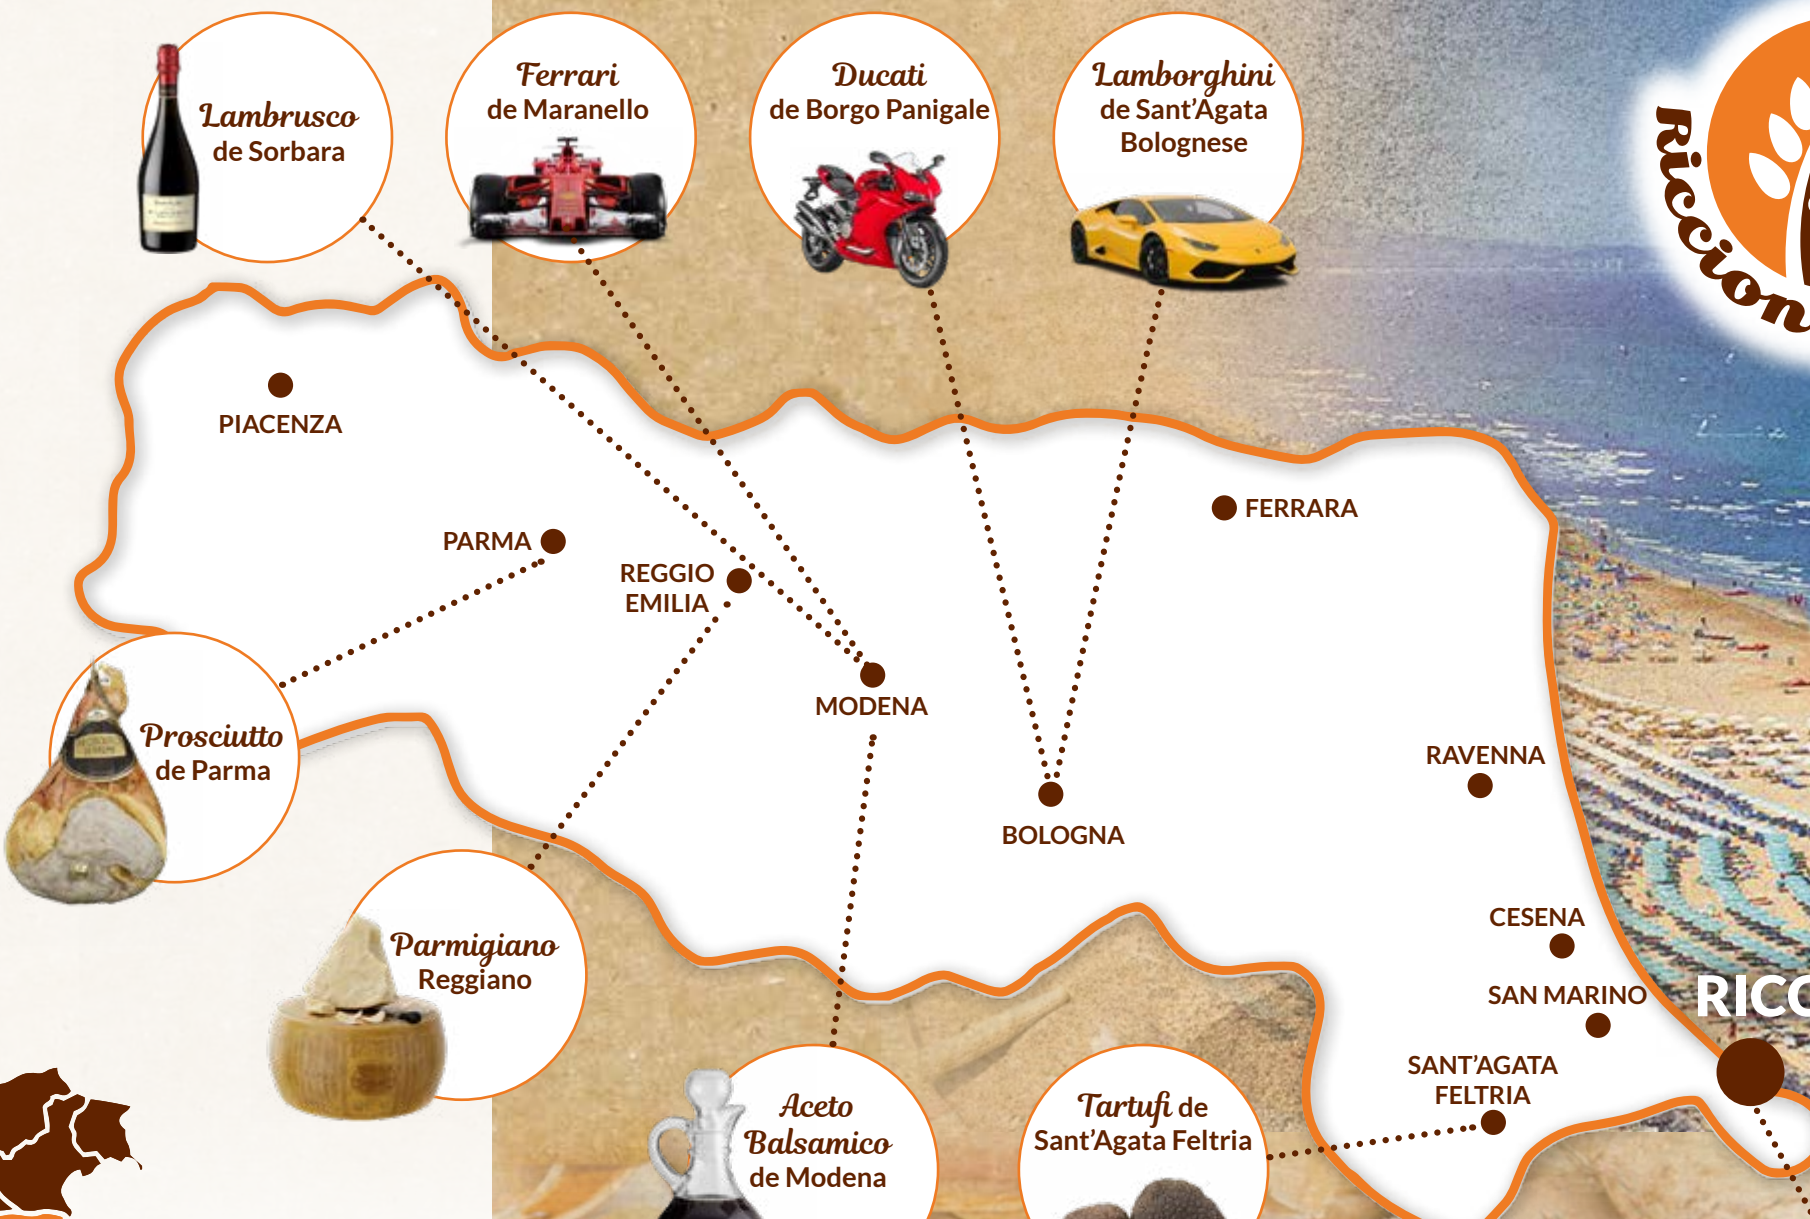 Lambrusco
de Sorbara
Ferrari
de Maranello
Ducati
de Borgo Panigale
Lamborghini
de Sant'Agata
Bolognese
PIACENZA
FERRARA
PARMA
REGGIO
EMILIA
MODENA
Prosciutto
de Parma
RAVENNA
BOLOGNA
CESENA
Parmigiano
Reggiano
SAN MARINO
SANT'AGATA
FELTRIA
Aceto
Balsamico
de Modena
Tartufi de
Sant'Agata Feltria